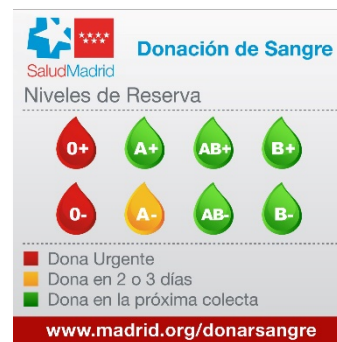 Donación de Sangre
SaludMadrid
Niveles de Reserva
0+ A+ AB+ B+
0- A- AB- B-
Dona Urgente
Dona en 2 o 3 días
Dona en la próxima colecta
www.madrid.org/donarsangre